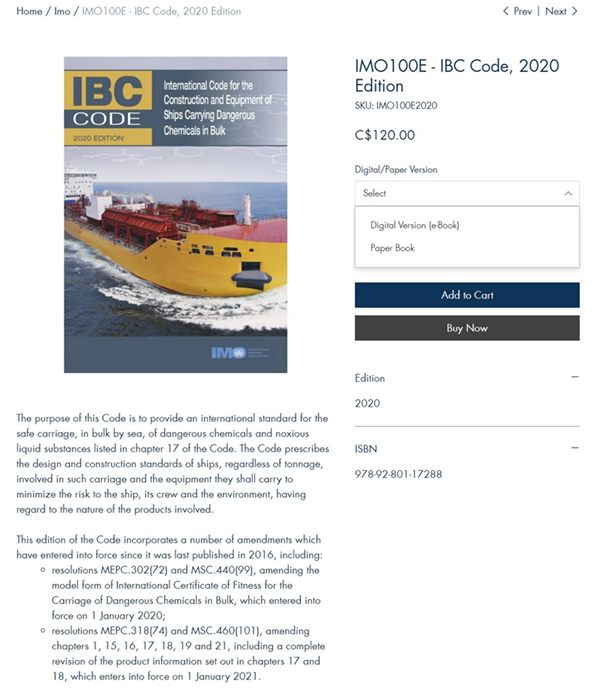 Home / Imo / IMO100E - IBC Code, 2020 Edition
Prev | Next
IBC
CODE
2020 EDITION
International Code for the
Construction and Equipment of
Ships Carrying Dangerous
Chemicals in Bulk
IMO
IMO100E - IBC Code, 2020
Edition
SKU: IMO100E2020
C$120.00
Digital/Paper Version
Select
Digital Version (e-Book)
Paper Book
Add to Cart
Buy Now
Edition
2020
ISBN
978-92-801-17288
The purpose of this Code is to provide an international standard for the
safe carriage, in bulk by sea, of dangerous chemicals and noxious
liquid substances listed in chapter 17 of the Code. The Code prescribes
the design and construction standards of ships, regardless of tonnage,
involved in such carriage and the equipment they shall carry to
minimize the risk to the ship, its crew and the environment, having
regard to the nature of the products involved.
This edition of the Code incorporates a number of amendments which
have entered into force since it was last published in 2016, including:
resolutions MEPC.302(72) and MSC.440(99), amending the
model form of International Certificate of Fitness for the
Carriage of Dangerous Chemicals in Bulk, which entered into
force on 1 January 2020;
resolutions MEPC.318(74) and MSC.460(101), amending
chapters 1, 15, 16, 17, 18, 19 and 21, including a complete
revision of the product information set out in chapters 17 and
18, which enters into force on 1 January 2021.